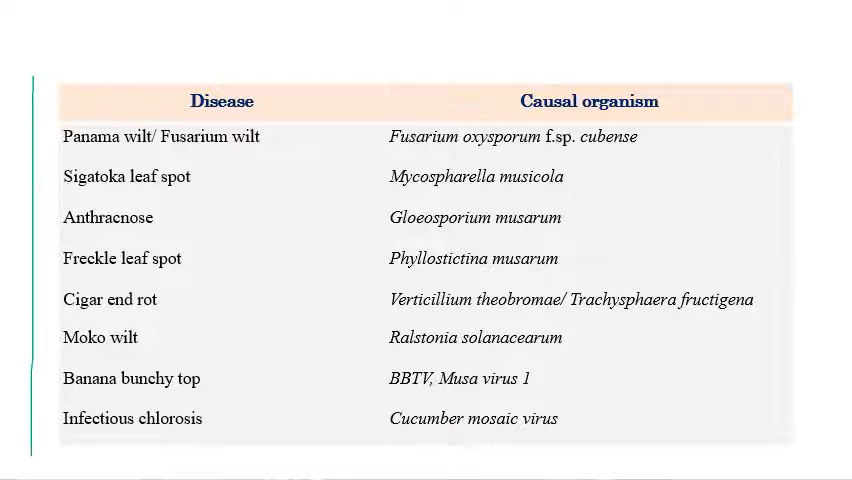 Disease Causal organism
Panama wilt/ Fusarium wilt Fusarium oxysporum f.sp. cubense
Sigatoka leaf spot Mycospharella musicola
Anthracnose Gloeosporium musarum
Freckle leaf spot Phyllostictina musarum
Cigar end rot Verticillium theobromae/ Trachysphaera fructigena
Moko wilt Ralstonia solanacearum
Banana bunchy top BBTV, Musa virus 1
Infectious chlorosis Cucumber mosaic virus